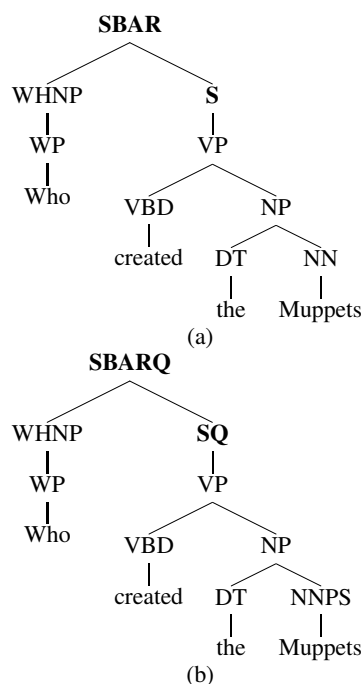 SBAR
WHNP S
WP VP
Who VBD NP
created DT NN
the Muppets
(a)
SBARQ
WHNP SQ
WP VP
Who VBD NP
created DT NNPS
the Muppets
(b)